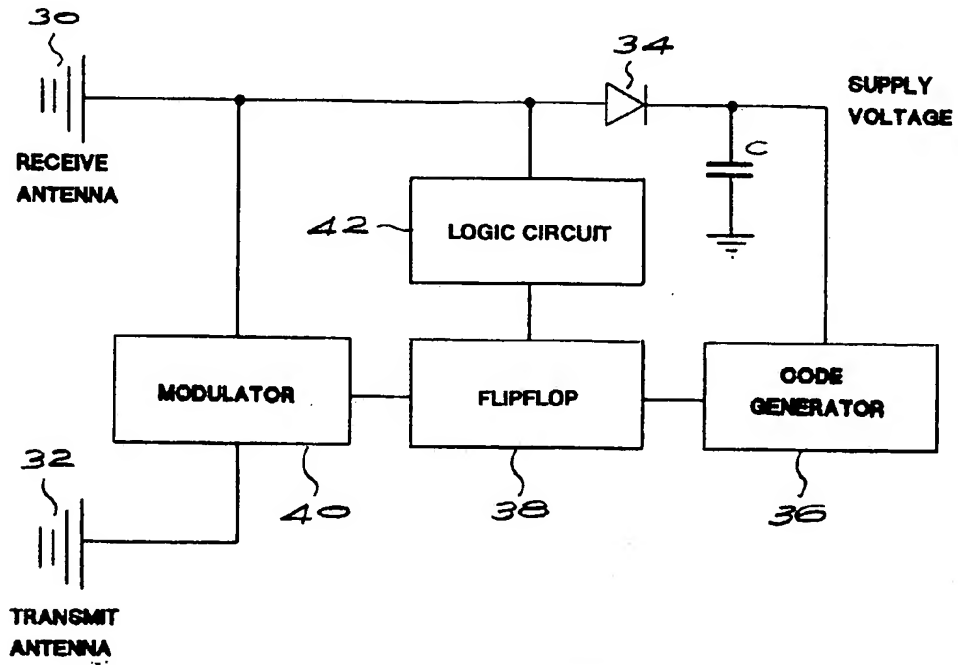 30
34
SUPPLY
VOLTAGE
C
RECEIVE
ANTENNA
42
LOGIC CIRCUIT
MODULATOR
FLIPFLOP
CODE
GENERATOR
32
40
38
36
TRANSMIT
ANTENNA